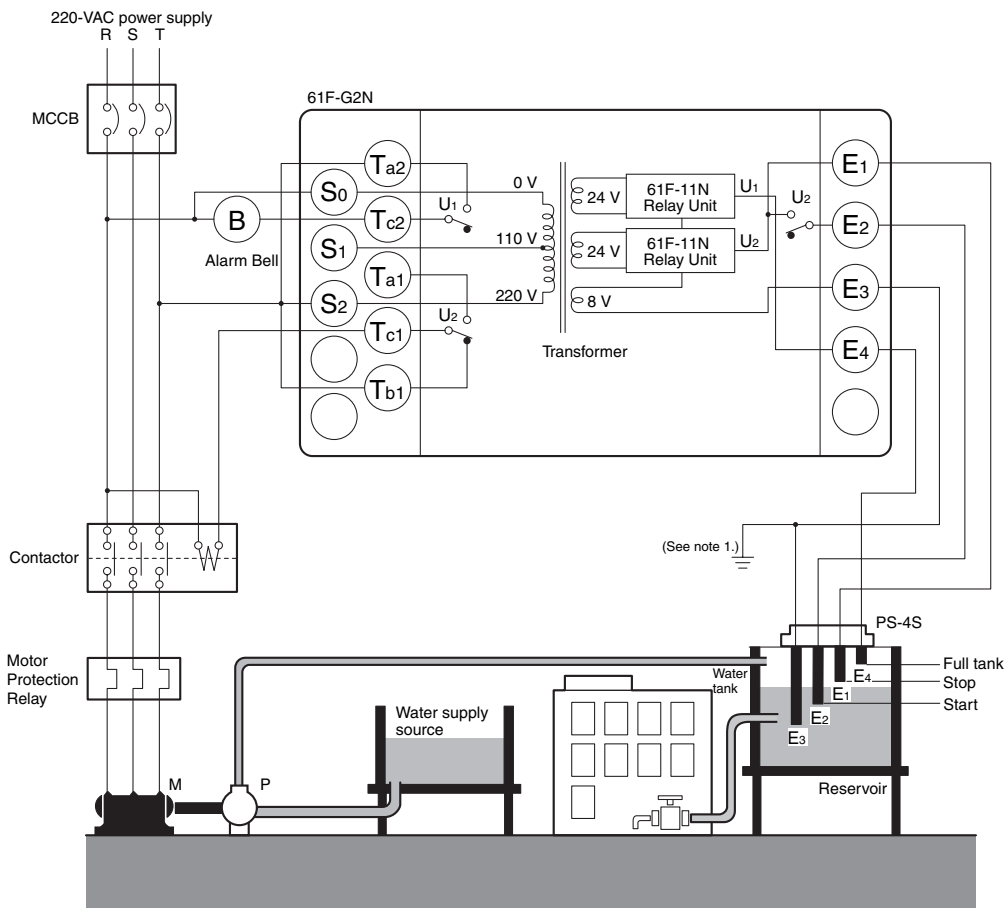 220-VAC power supply
R S T
MCCB
61F-G2N
Ta2
S0
B
Tc2
Alarm Bell
S1
Ta1
S2
Tc1
Tb1
U1
U2
0 V
110 V
220 V
24 V
24 V
8 V
Transformer
61F-11N
Relay Unit
61F-11N
Relay Unit
U1
U2
U2
E1
E2
E3
E4
Contactor
(See note 1.)
PS-4S
Motor
Protection
Relay
Water
tank
Full tank
Stop
Start
E4
E1
E2
E3
Water supply
source
Reservoir
M
P